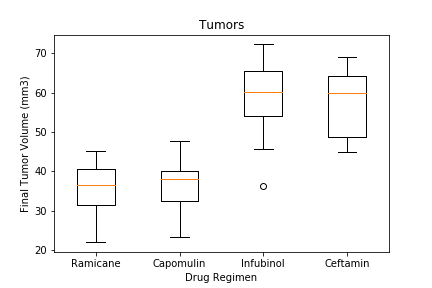 Tumors
70
60
50
40
30
20
Final Tumor Volume (mm3)
Ramicane Capomulin Infubinol Ceftamin
Drug Regimen